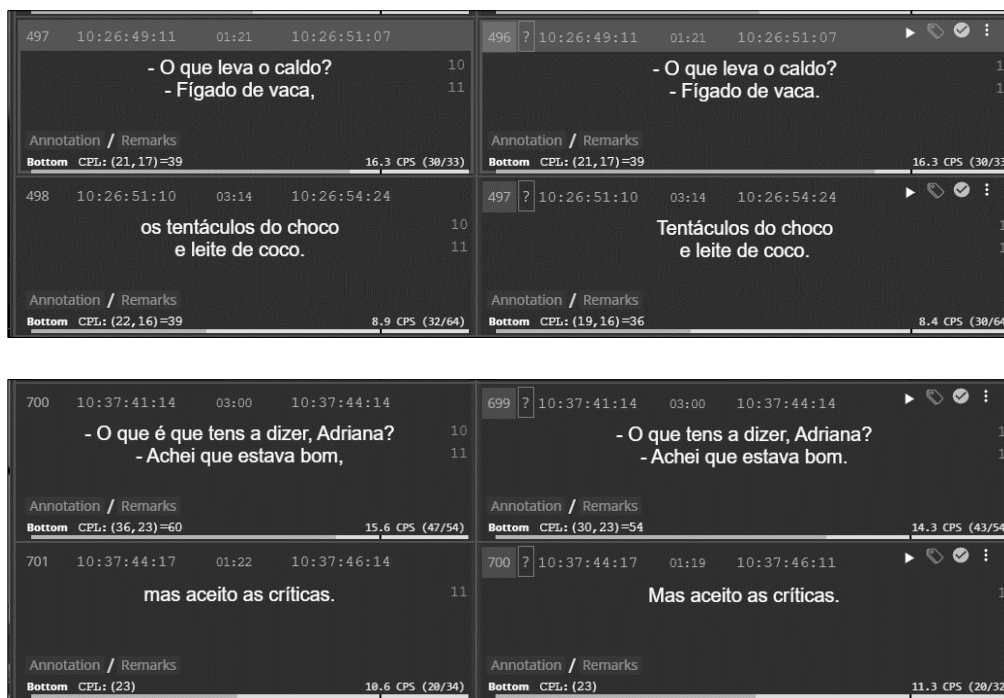 497 10:26:49:11 01:21 10:26:51:07
- O que leva o caldo? 10
- Fígado de vaca, 11
Annotation / Remarks
Bottom CPL: (21,17)=39 16.3 CPS (30/33)
496 ? 10:26:49:11 01:21 10:26:51:07
- O que leva o caldo? 1
- Fígado de vaca. 1
Annotation / Remarks
Bottom CPL: (21,17)=39 16.3 CPS (30/33
498 10:26:51:10 03:14 10:26:54:24
os tentáculos do choco 10
e leite de coco. 11
Annotation / Remarks
Bottom CPL: (22,16)=39 8.9 CPS (32/64)
497 ? 10:26:51:10 03:14 10:26:54:24
Tentáculos do choco 1
e leite de coco. 1
Annotation / Remarks
Bottom CPL: (19,16)=36 8.4 CPS (30/64
700 10:37:41:14 03:00 10:37:44:14
- O que é que tens a dizer, Adriana? 10
- Achei que estava bom, 11
Annotation / Remarks
Bottom CPL: (36,23)=60 15.6 CPS (47/54)
699 ? 10:37:41:14 03:00 10:37:44:14
- O que tens a dizer, Adriana? 1
- Achei que estava bom. 1
Annotation / Remarks
Bottom CPL: (30,23)=54 14.3 CPS (43/54
701 10:37:44:17 01:22 10:37:46:14
mas aceito as críticas. 11
Annotation / Remarks
Bottom CPL: (23) 10.6 CPS (20/34)
700 ? 10:37:44:17 01:19 10:37:46:11
Mas aceito as críticas. 1
Annotation / Remarks
Bottom CPL: (23) 11.3 CPS (20/32